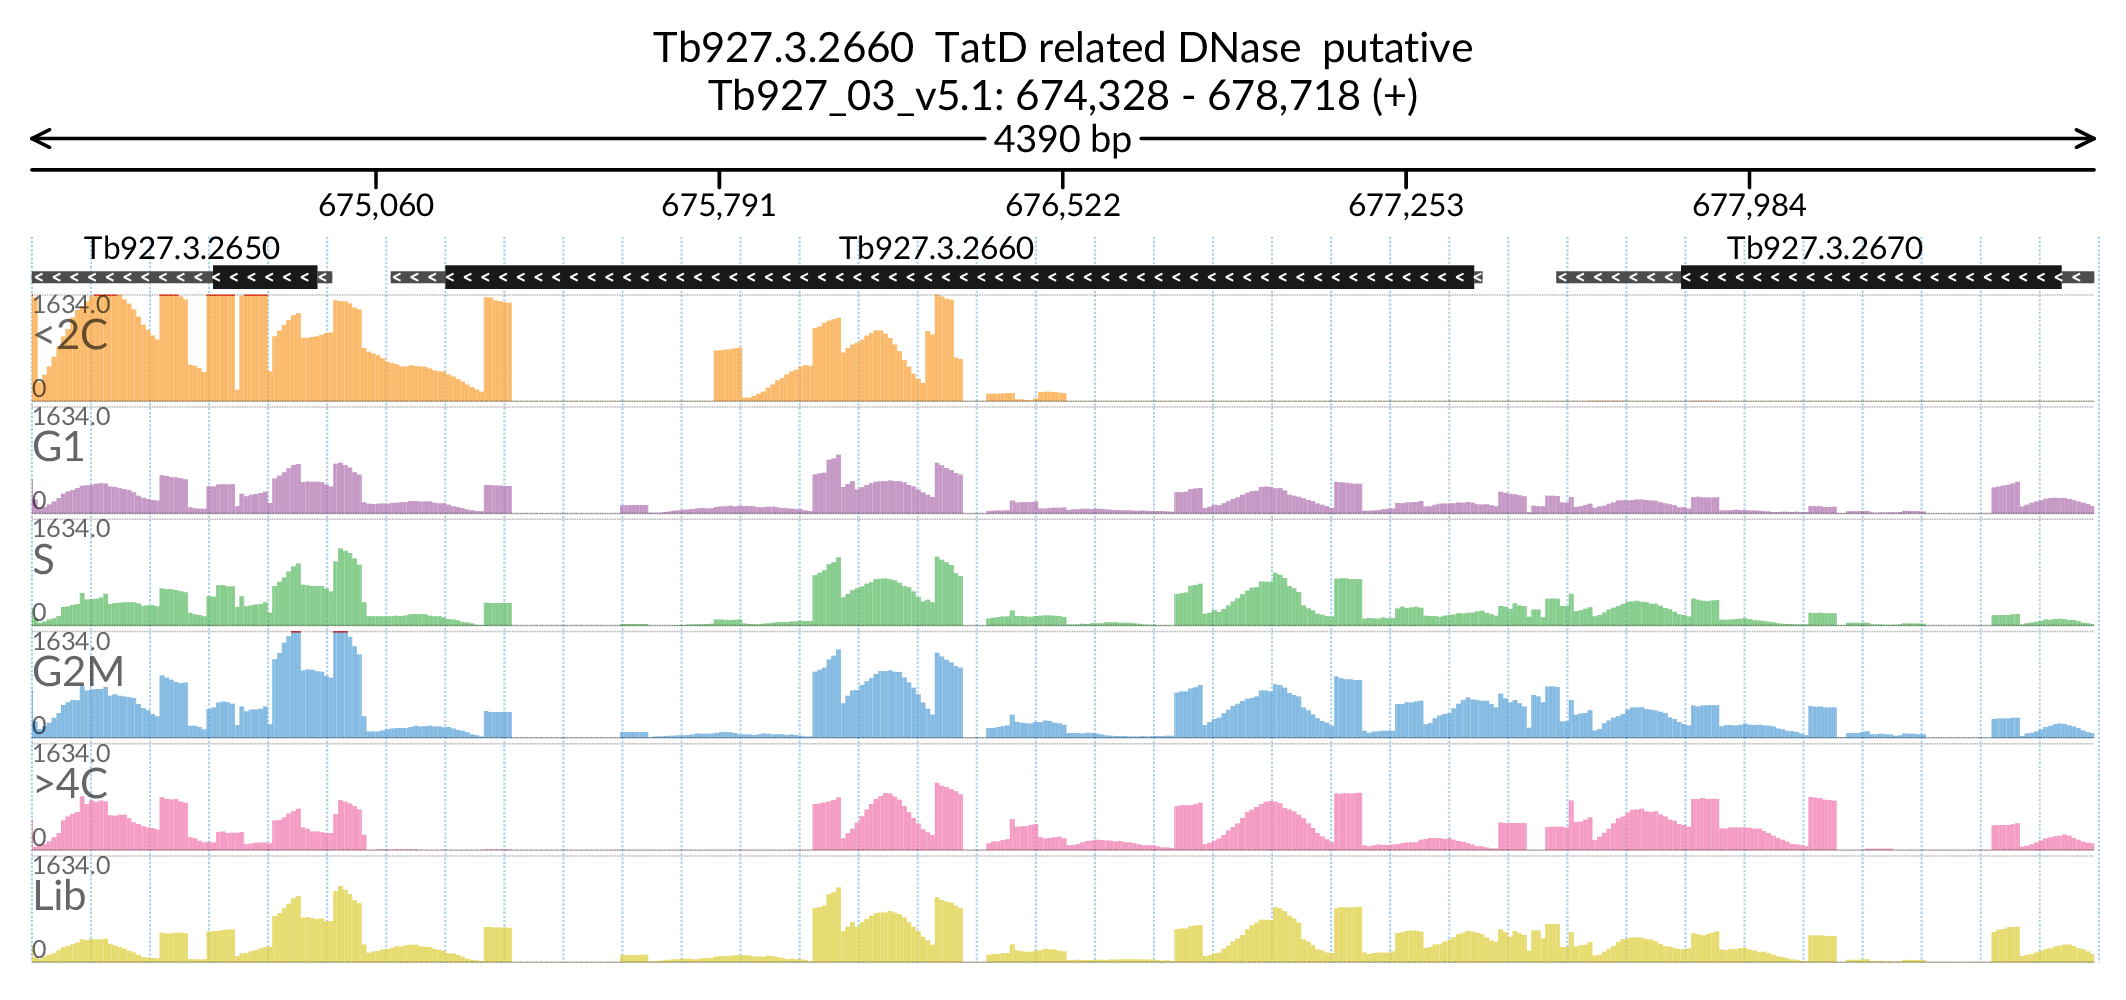 Tb927.3.2660  TatD related DNase  putative
Tb927_03_v5.1: 674,328 - 678,718 (+)
4390 bp
675,060 675,791 676,522 677,253 677,984
Tb927.3.2650 Tb927.3.2660 Tb927.3.2670
1634.0
<2C
0
1634.0
G1
0
1634.0
S
0
1634.0
G2M
0
1634.0
>4C
0
1634.0
Lib
0